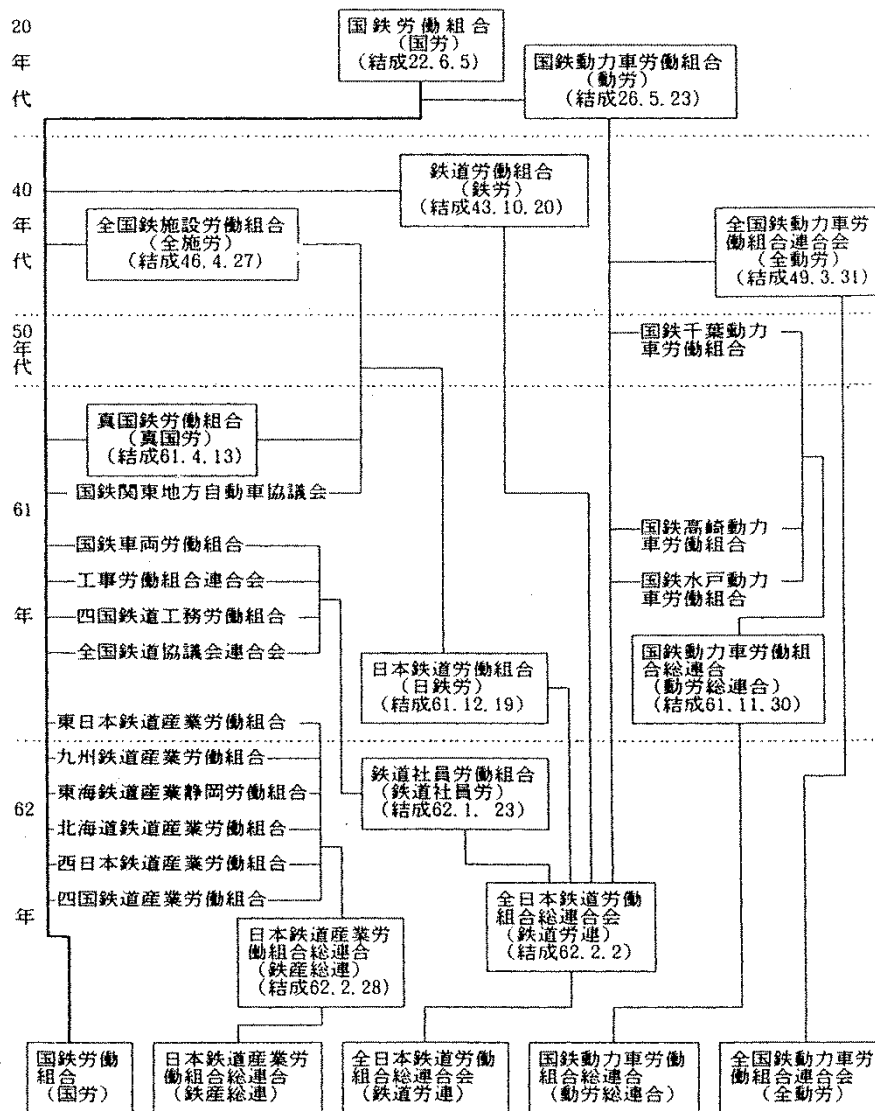 20
年
代
国鉄労働組合
(国労)
(結成22.6.5)
国鉄動力車労働組合
(動労)
(結成26.5.23)
40
年
代
鉄道労働組合
(鉄労)
(結成43.10.20)
全国鉄施設労働組合
(全施労)
(結成46.4.27)
全国鉄動力車労
働組合連合会
(全動労)
(結成49.3.31)
50
年
代
国鉄千葉動力
車労働組合
真国鉄労働組合
(真国労)
(結成61.4.13)
国鉄関東地方自動車協議会
61
年
国鉄車両労働組合
工事労働組合連合会
四国鉄道工務労働組合
全国鉄道協議会連合会
国鉄高崎動力
車労働組合
国鉄水戸動力
車労働組合
日本鉄道労働組合
(日鉄労)
(結成61.12.19)
国鉄動力車労働組
合総連合
(動労総連合)
(結成61.11.30)
東日本鉄道産業労働組合
62
年
九州鉄道産業労働組合
東海鉄道産業静岡労働組合
北海道鉄道産業労働組合
西日本鉄道産業労働組合
四国鉄道産業労働組合
鉄道社員労働組合
(鉄道社員労)
(結成62.1. 23)
日本鉄道産業労
働組合総連合
(鉄産総連)
(結成62.2.28)
全日本鉄道労働
組合総連合会
(鉄道労連)
(結成62.2.2)
国鉄労働
組合
(国労)
日本鉄道産業労
働組合総連合
(鉄産総連)
全日本鉄道労働
組合総連合会
(鉄道労連)
国鉄動力車労働
組合総連合
(動労総連合)
全国鉄動力車労
働組合連合会
(全動労)